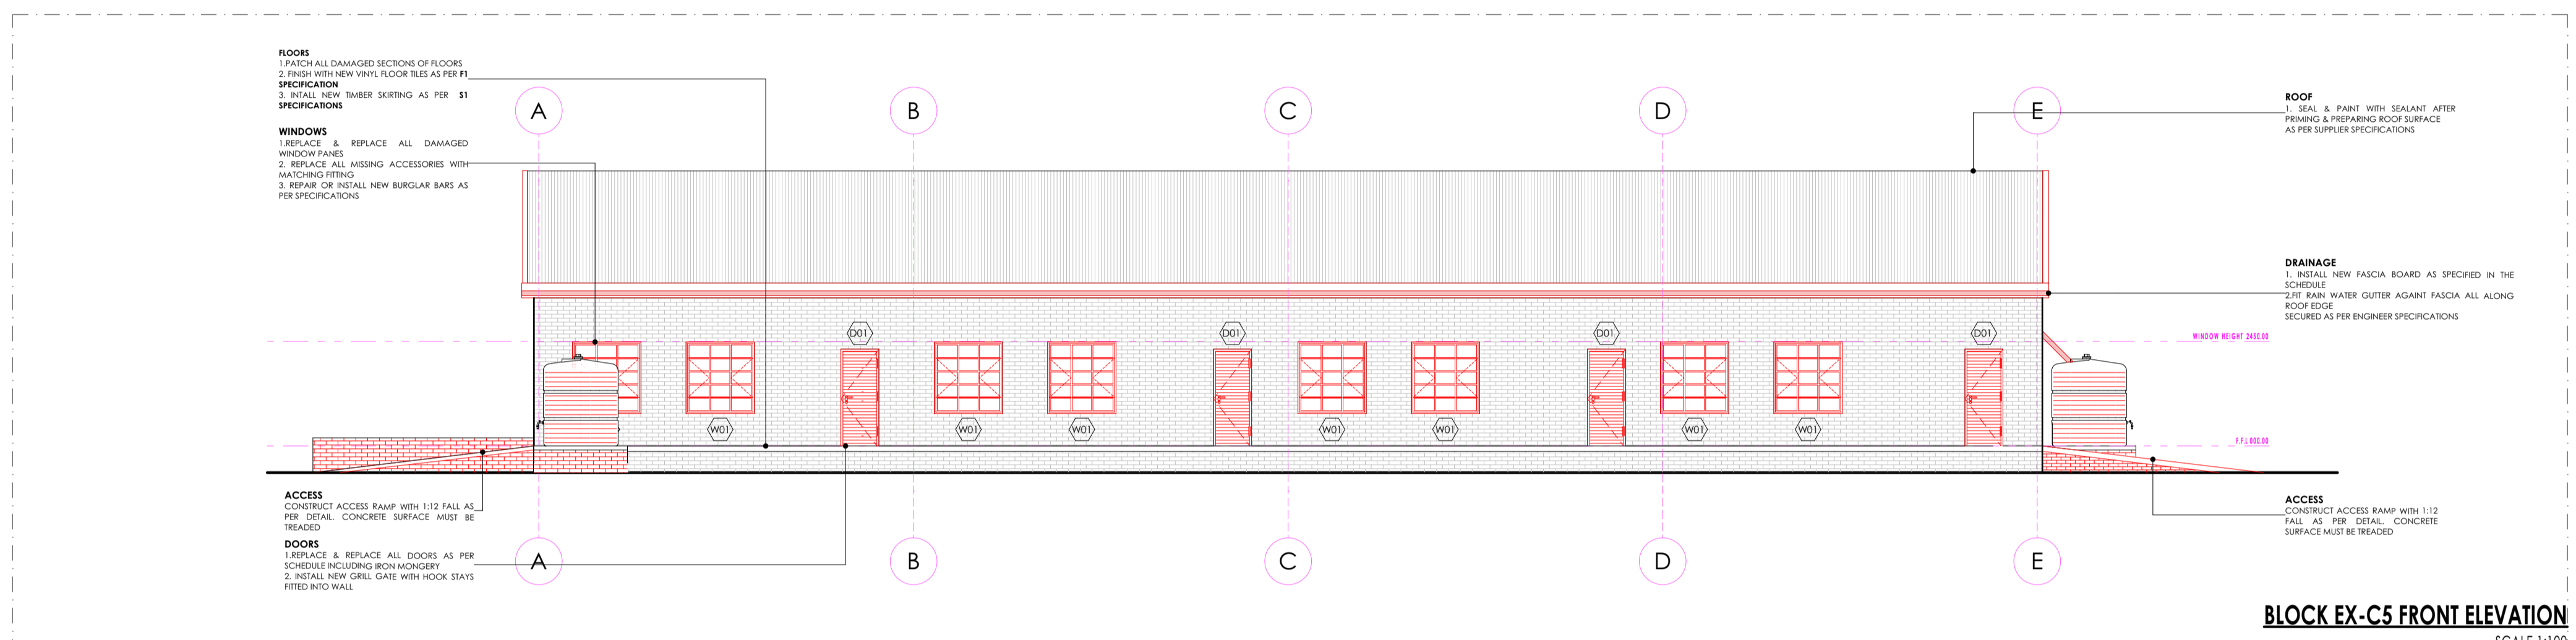 FLOORS
1.PATCH ALL DAMAGED SECTIONS OF FLOORS
2. FINISH WITH NEW VINYL FLOOR TILES AS PER F1
SPECIFICATION
3. INTALL NEW TIMBER SKIRTING AS PER S1
SPECIFICATIONS
WINDOWS
1.REPLACE & REPLACE ALL DAMAGED
WINDOW PANES
2. REPLACE ALL MISSING ACCESSORIES WITH
MATCHING FITTING
3. REPAIR OR INSTALL NEW BURGLAR BARS AS
PER SPECIFICATIONS
A B C D E
ROOF
1. SEAL & PAINT WITH SEALANT AFTER
PRIMING & PREPARING ROOF SURFACE
AS PER SUPPLIER SPECIFICATIONS
DRAINAGE
1. INSTALL NEW FASCIA BOARD AS SPECIFIED IN THE
SCHEDULE
2.FIT RAIN WATER GUTTER AGAINT FASCIA ALL ALONG
ROOF EDGE
SECURED AS PER ENGINEER SPECIFICATIONS
D01 D01 D01 D01
WINDOW HEIGHT 2450.00
W01 W01 W01 W01 W01 W01 W01
F.F.L 000.00
ACCESS
CONSTRUCT ACCESS RAMP WITH 1:12 FALL AS
PER DETAIL. CONCRETE SURFACE MUST BE
TREADED
DOORS
1.REPLACE & REPLACE ALL DOORS AS PER
SCHEDULE INCLUDING IRON MONGERY
2. INSTALL NEW GRILL GATE WITH HOOK STAYS
FITTED INTO WALL
A B C D E
ACCESS
CONSTRUCT ACCESS RAMP WITH 1:12
FALL AS PER DETAIL. CONCRETE
SURFACE MUST BE TREADED
BLOCK EX-C5 FRONT ELEVATION